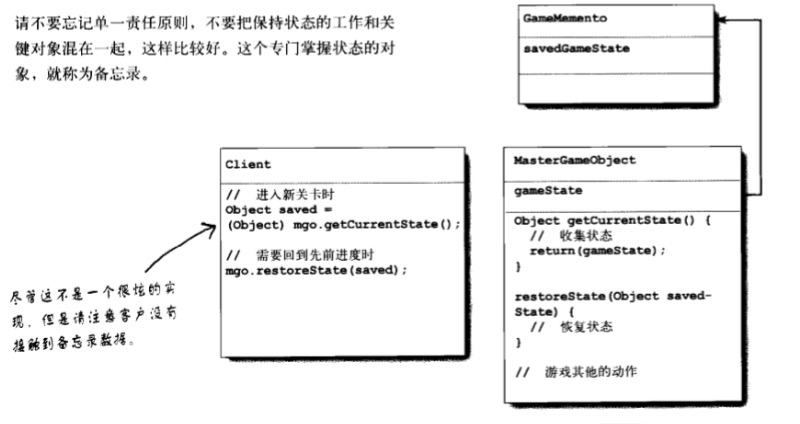 请不要忘记单一责任原则，不要把保持状态的工作和关
键对象混在一起，这样比较好。这个专门掌握状态的对
象，就称为备忘录。
GameMemento
savedGameState
Client
// 进入新关卡时
Object saved =
(Object) mgo.getCurrentState();
// 需要回到先前进度时
mgo.restoreState(saved);
MasterGameObject
gameState
Object getCurrentState() {
// 收集状态
return(gameState);
}
restoreState(Object saved-
State) {
// 恢复状态
}
// 游戏其他的动作
尽管这不是一个很炫的实
现，但是请注意客户没有
接触到备忘录数据。